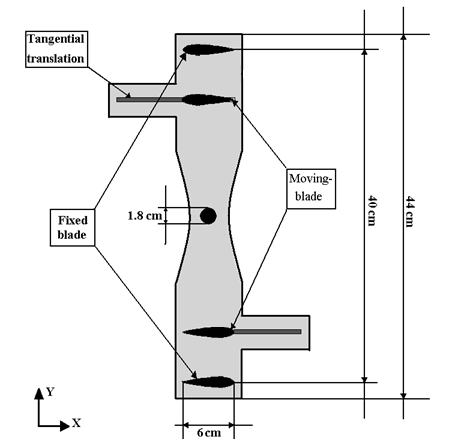 Tangential
translation
Moving-
blade
Fixed
blade
1.8 cm
40 cm
44 cm
Y
X
6 cm